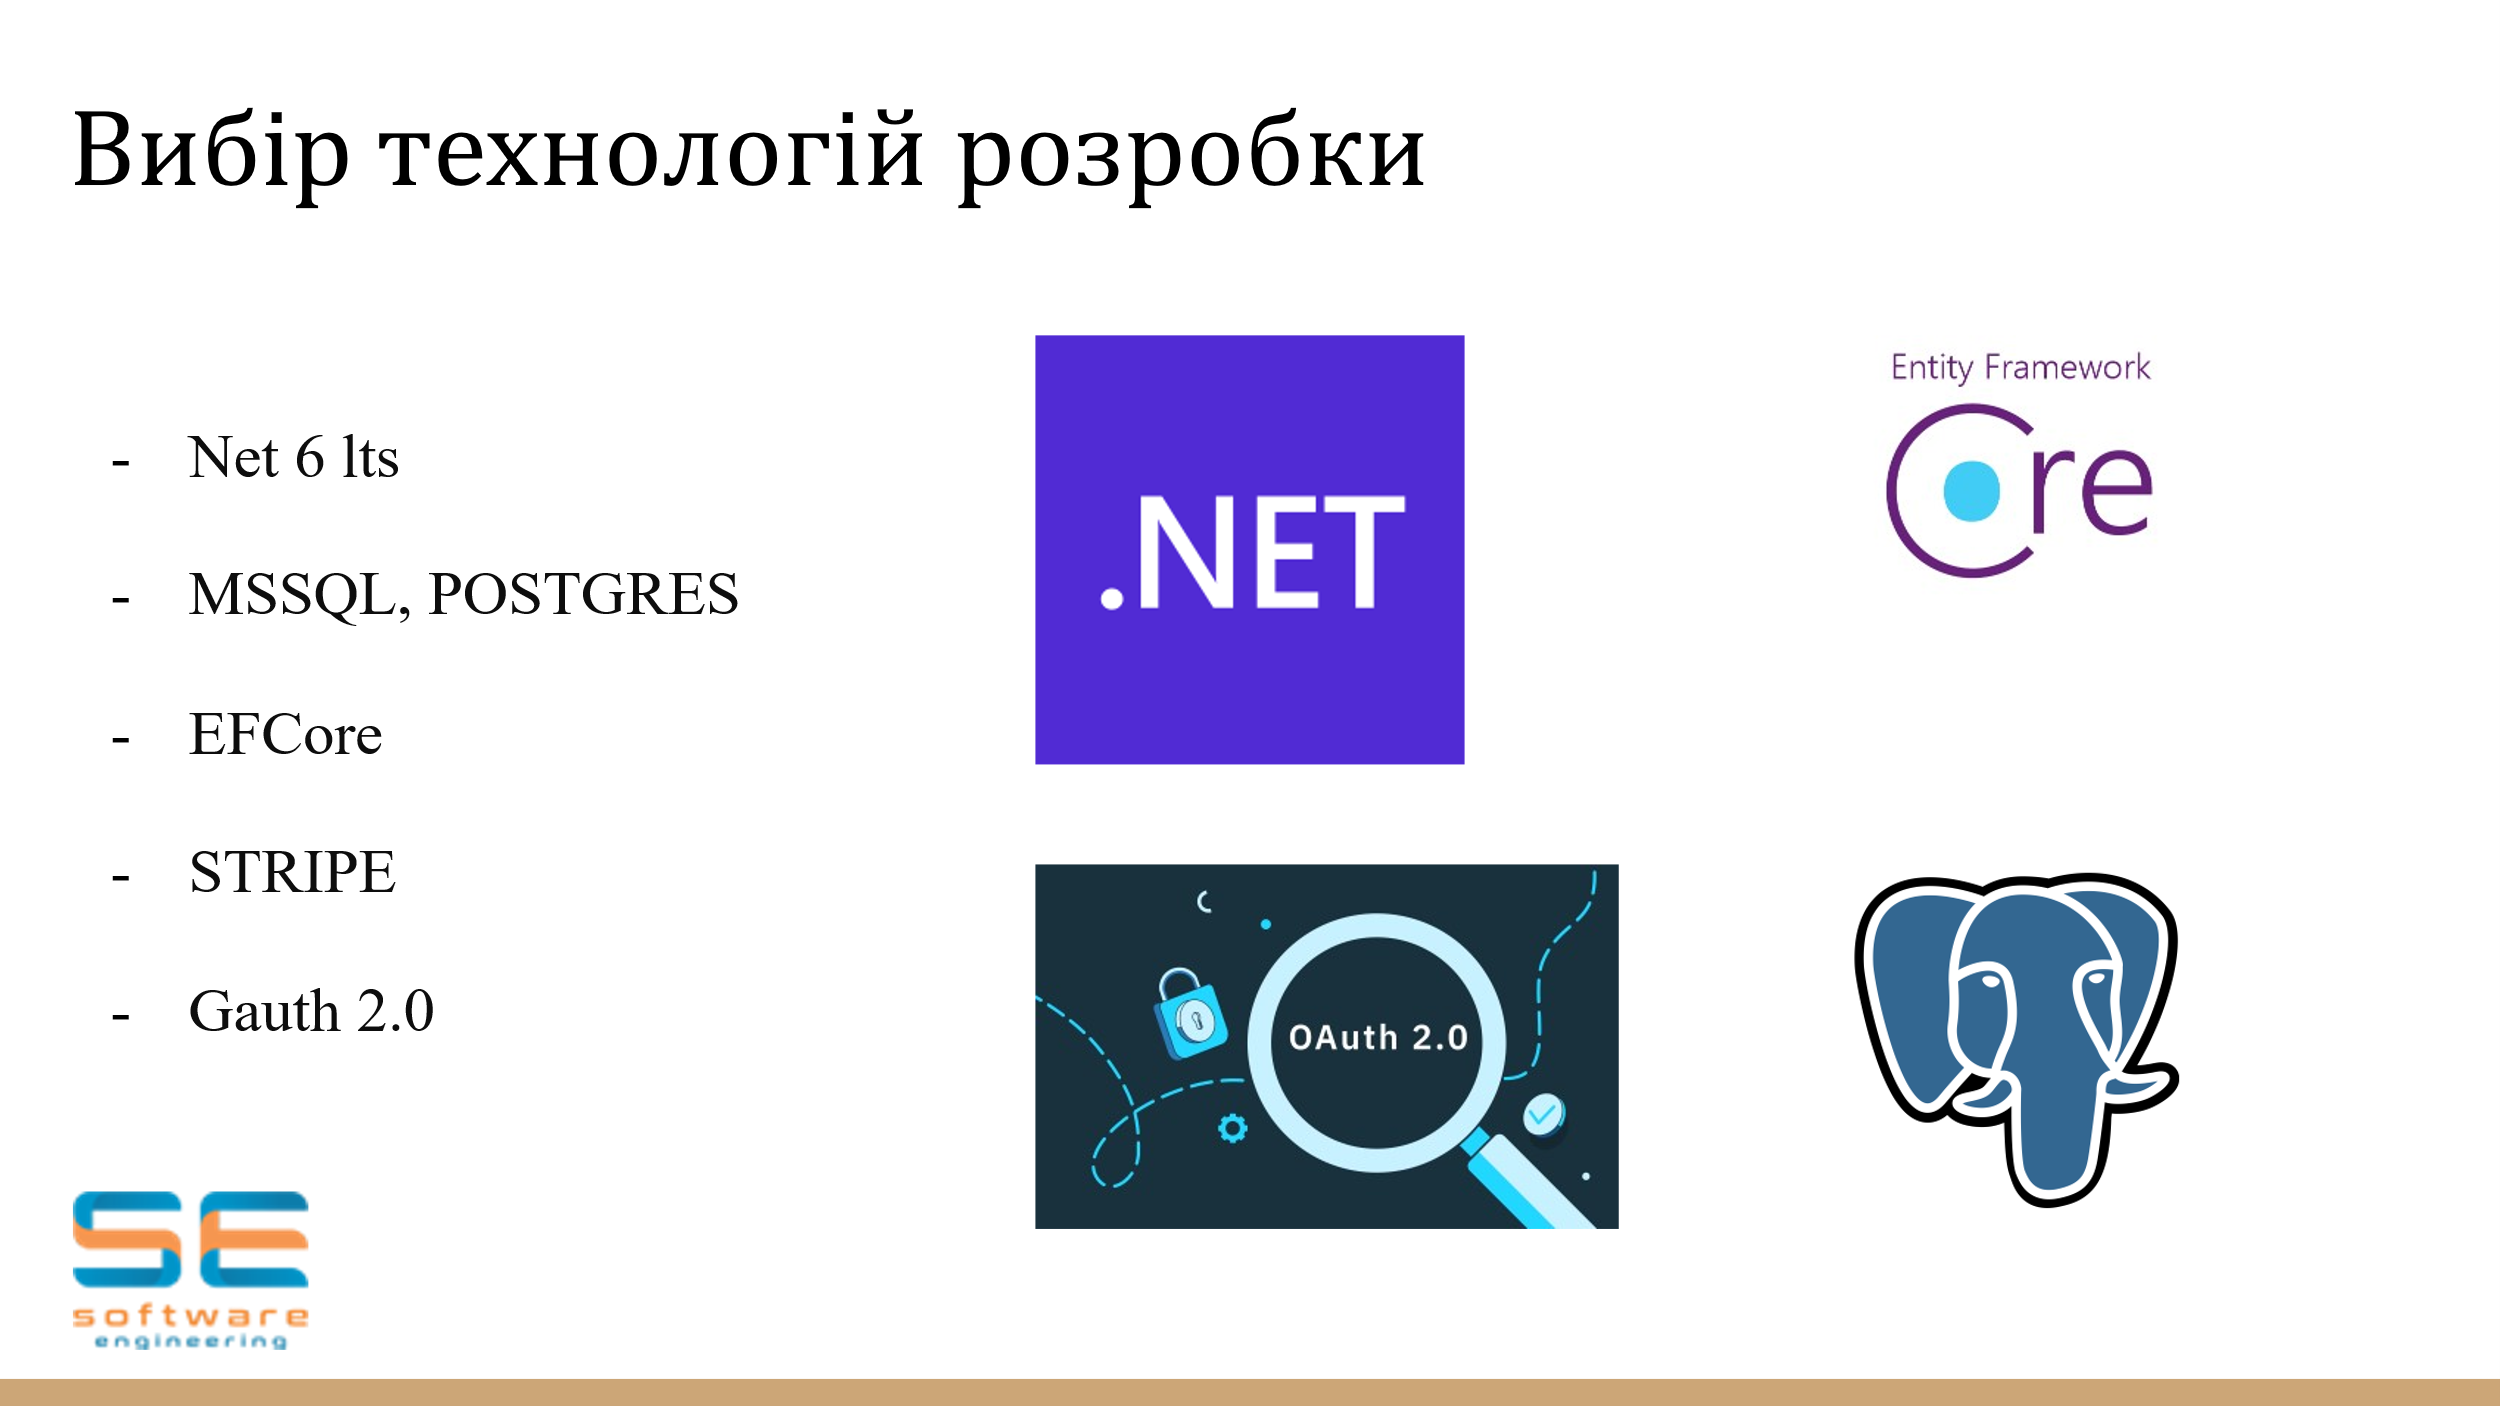 Вибір технологій розробки
- Net 6 lts
- MSSQL, POSTGRES
- EFCore
- STRIPE
- Gauth 2.0
.NET
Entity Framework
Core
OAuth 2.0
SE
software
engineering